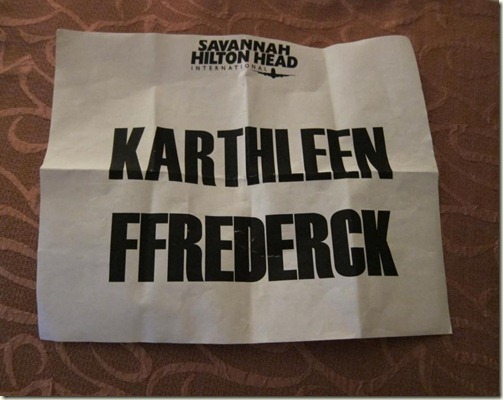 SAVANNAH
HILTON HEAD
INTERNATIONAL
KARTHLEEN
FFREDERCK